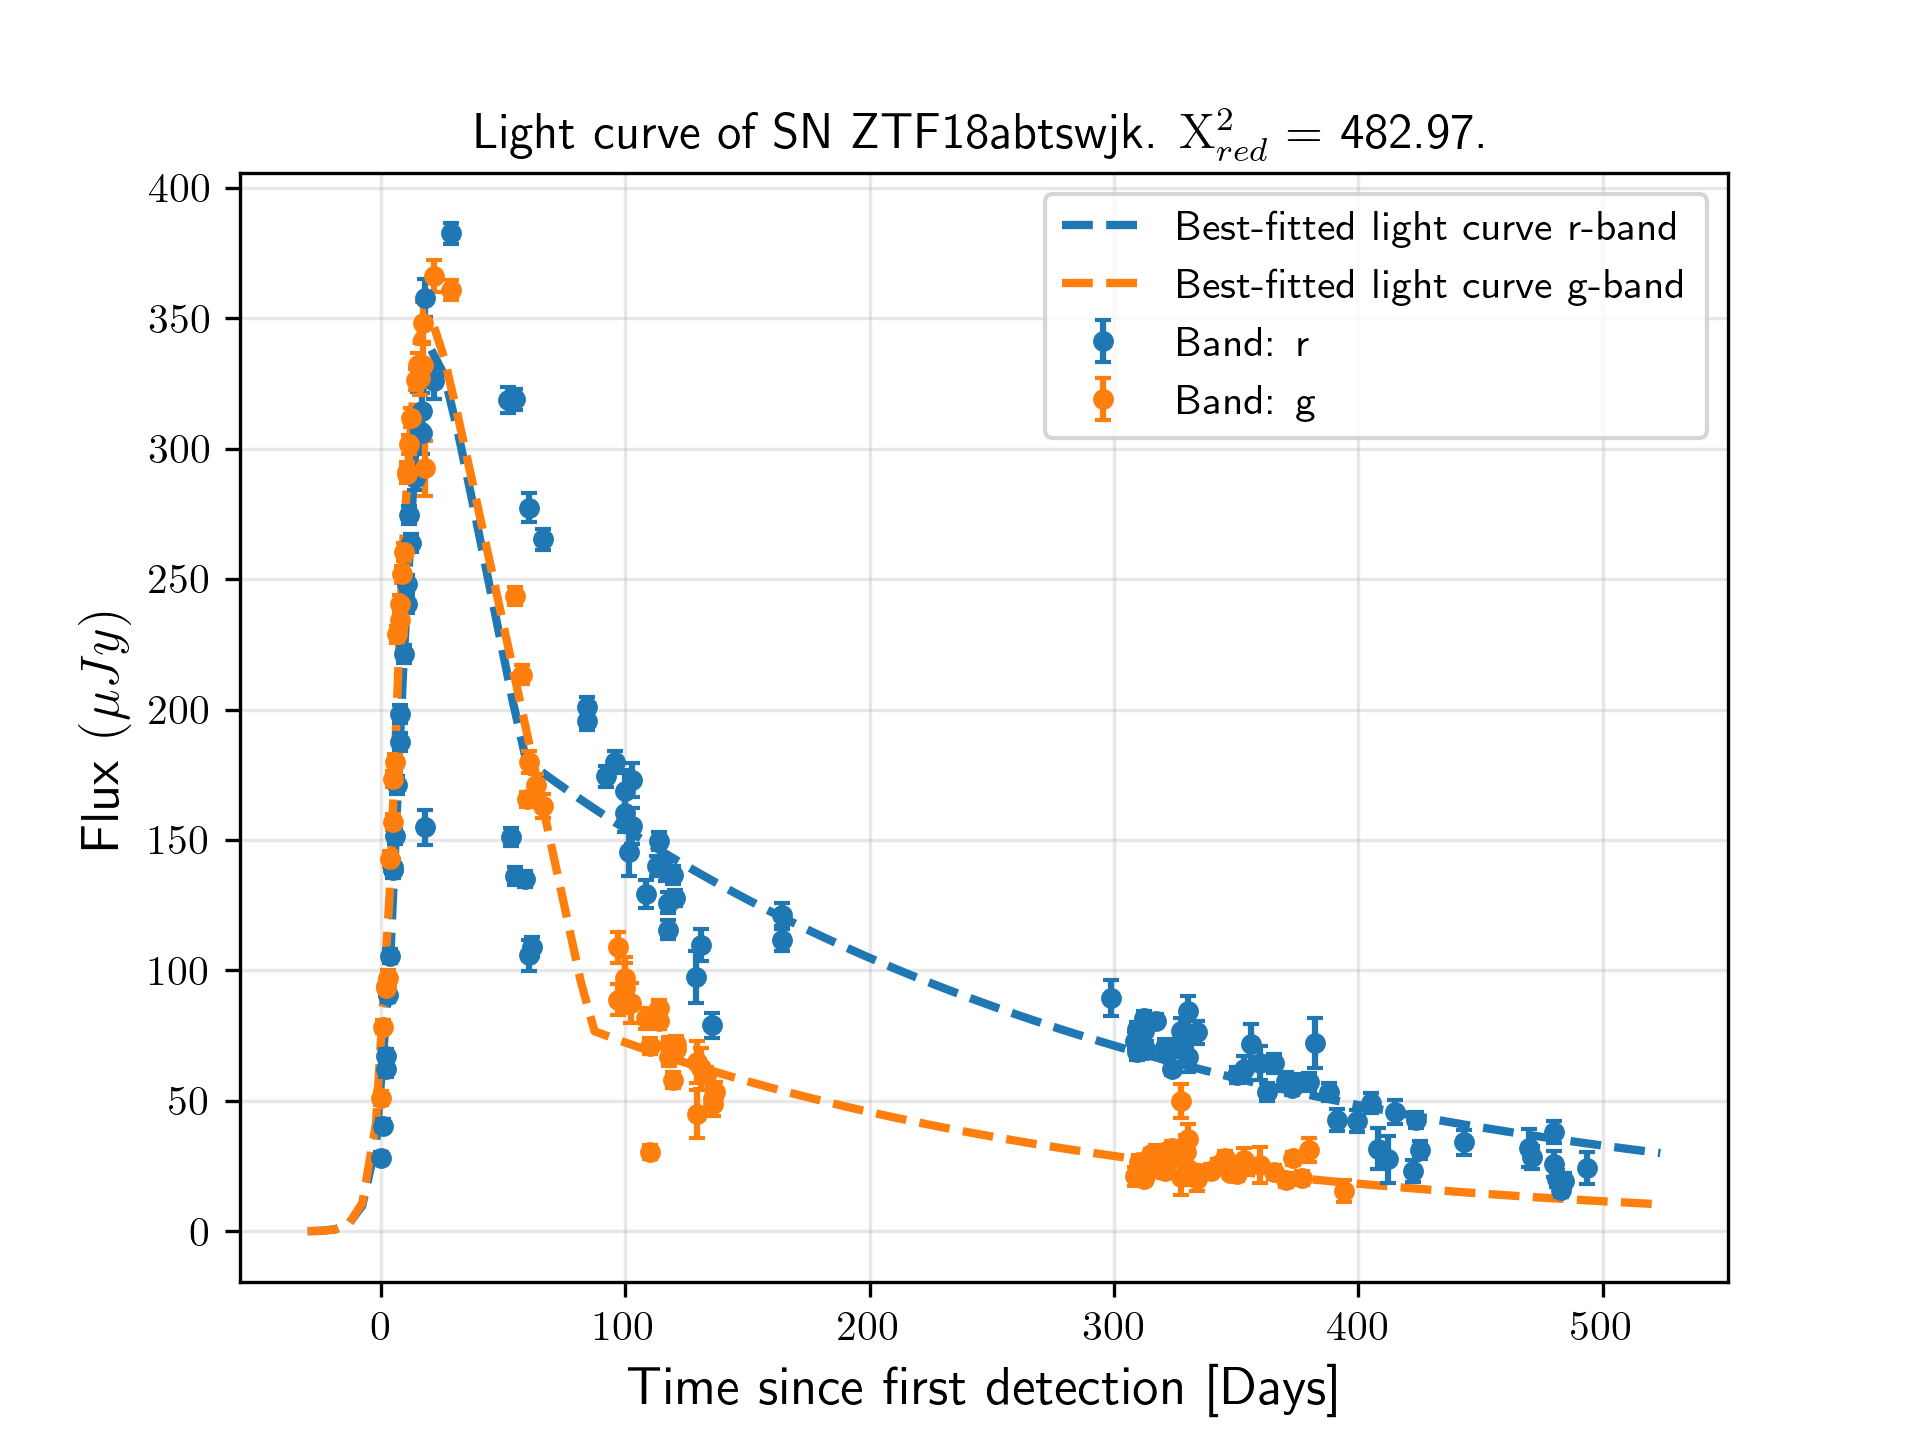 Light curve of SN ZTF18abtswjk. X²_red = 482.97.
Best-fitted light curve r-band
Best-fitted light curve g-band
Band: r
Band: g
Flux (μJy)
400
350
300
250
200
150
100
50
0
0 100 200 300 400 500
Time since first detection [Days]